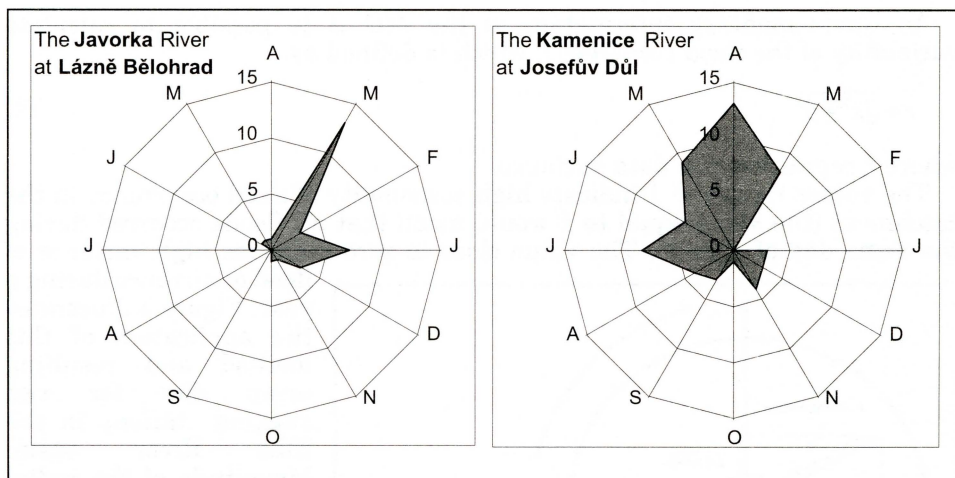 The Javorka River
at Lázně Bělohrad
A
M
F
J
D
N
O
S
A
J
J
M
15
10
5
0
The Kamenice River
at Josefův Důl
A
M
F
J
D
N
O
S
A
J
J
M
15
10
5
0